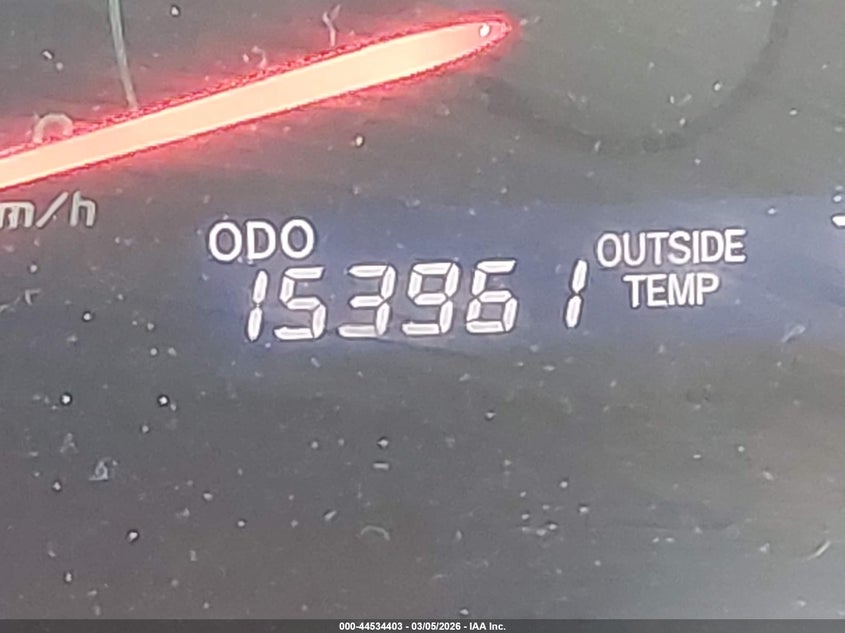 m/h
ODO
153961
OUTSIDE
TEMP
000-44534403 - 03/05/2026 - IAA Inc.